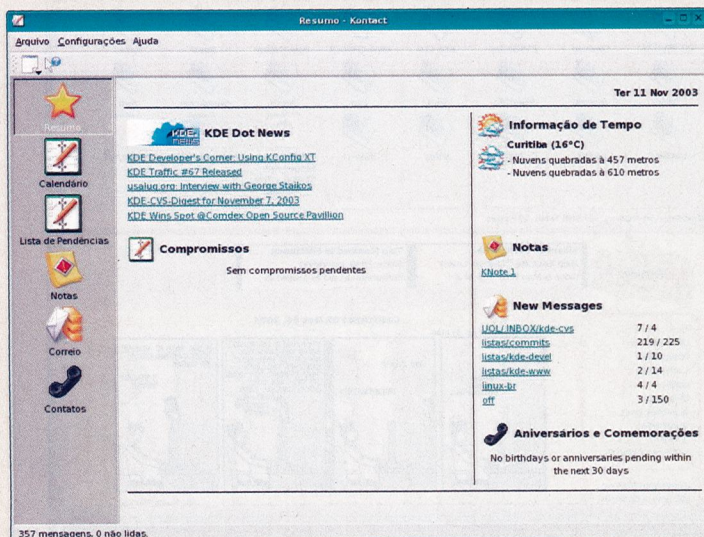 Resumo - Kontact
Arquivo Configurações Ajuda
Resumo
Calendário
Lista de Pendências
Notas
Correio
Contatos
Ter 11 Nov 2003
KDE NEWS
KDE Dot News
KDE Developer's Corner: Using KConfig XT
KDE Traffic #67 Released
usalug.org: Interview with George Staikos
KDE-CVS-Digest for November 7, 2003
KDE Wins Spot @Comdex Open Source Pavillion
Compromissos
Sem compromissos pendentes
Informação de Tempo
Curitiba (16°C)
- Nuvens quebradas à 457 metros
- Nuvens quebradas à 610 metros
Notas
KNote 1
New Messages
UOL/INBOX/kde-cvs 7 / 4
listas/commits 219 / 225
listas/kde-devel 1 / 10
listas/kde-www 2 / 14
linux-br 4 / 4
off 3 / 150
Aniversários e Comemorações
No birthdays or anniversaries pending within
the next 30 days
357 mensagens, 0 não lidas.